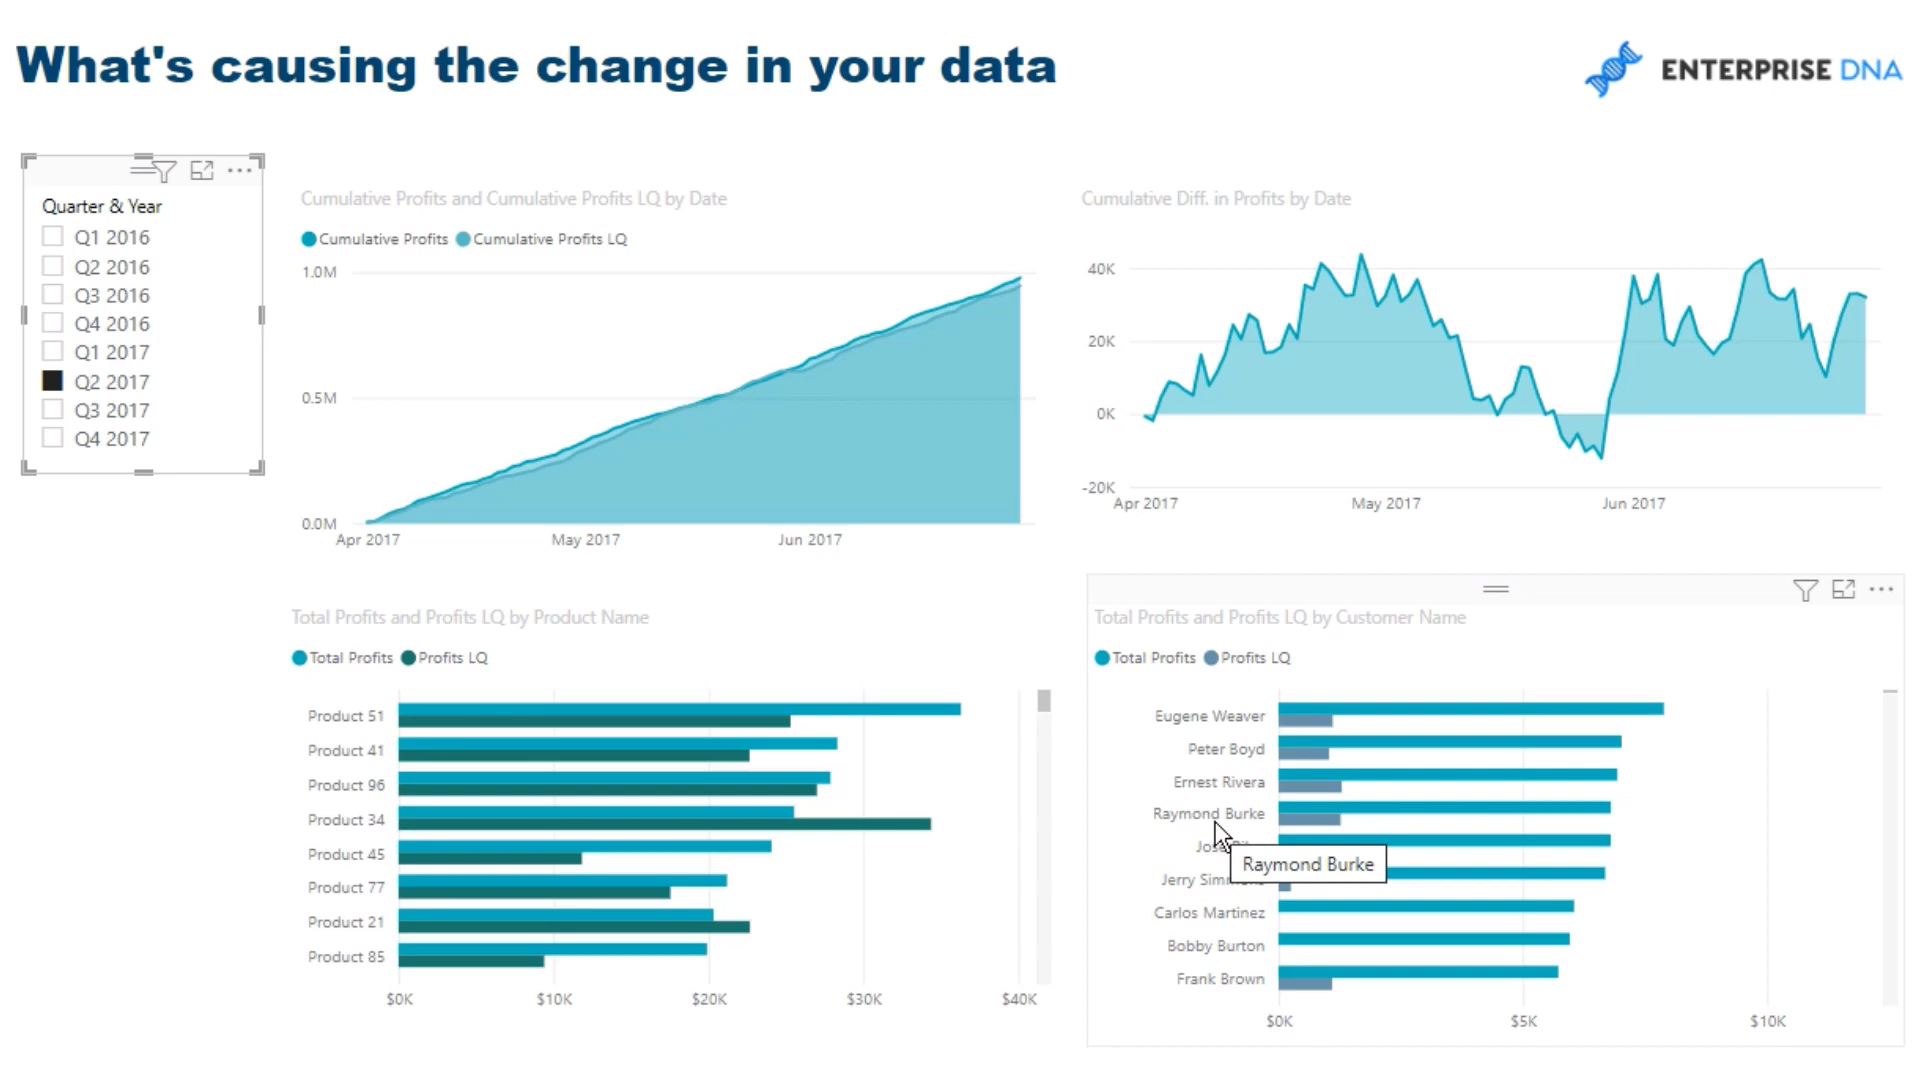 What's causing the change in your data
ENTERPRISE DNA
Quarter & Year
Q1 2016
Q2 2016
Q3 2016
Q4 2016
Q1 2017
Q2 2017
Q3 2017
Q4 2017
Cumulative Profits and Cumulative Profits LQ by Date
Cumulative Profits Cumulative Profits LQ
1.0M
0.5M
0.0M
Apr 2017 May 2017 Jun 2017
Cumulative Diff. in Profits by Date
40K
20K
0K
-20K
Apr 2017 May 2017 Jun 2017
Total Profits and Profits LQ by Product Name
Total Profits Profits LQ
Product 51
Product 41
Product 96
Product 34
Product 45
Product 77
Product 21
Product 85
$0K $10K $20K $30K $40K
Total Profits and Profits LQ by Customer Name
Total Profits Profits LQ
Eugene Weaver
Peter Boyd
Ernest Rivera
Raymond Burke
Raymond Burke
Jerry
Carlos Martinez
Bobby Burton
Frank Brown
$0K $5K $10K